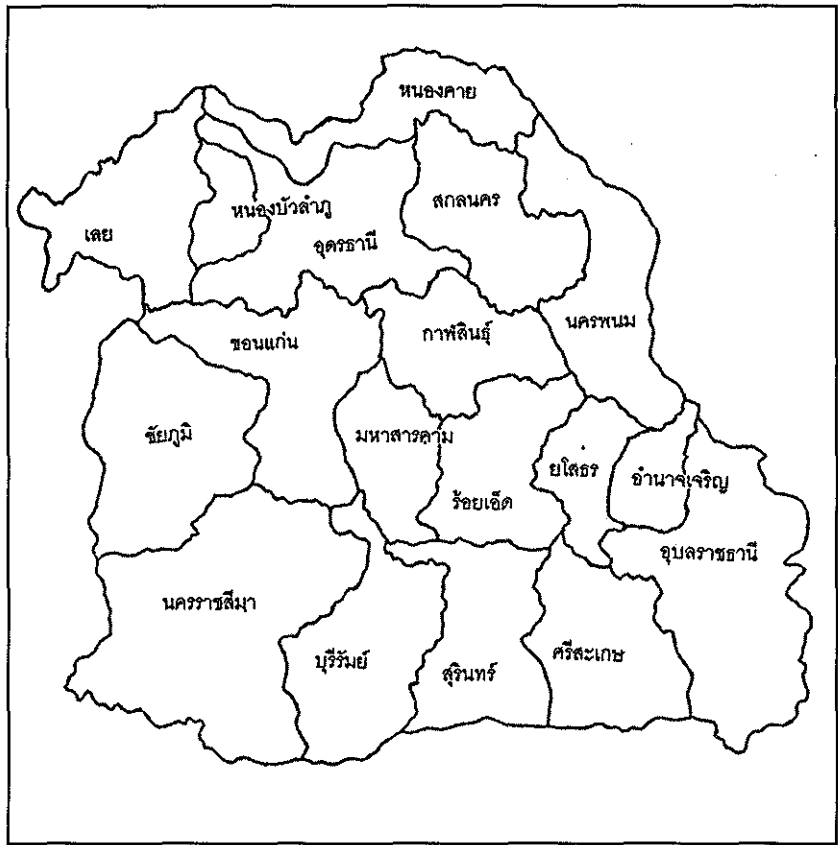 หนองคาย
สกลนคร
หนองบัวลำภู
เลย
อุดรธานี
นครพนม
ขอนแก่น
กาฬสินธุ์
ชัยภูมิ
มหาสารคาม
ยโสธร
อำนาจเจริญ
ร้อยเอ็ด
อุบลราชธานี
นครราชสีมา
บุรีรัมย์
สุรินทร์
ศรีสะเกษ